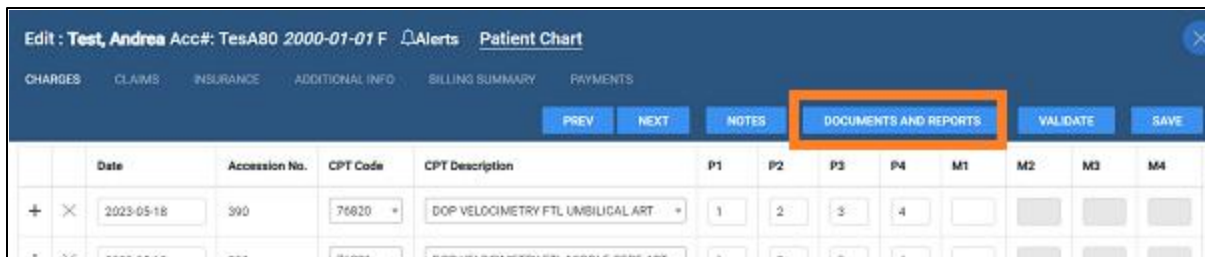 Edit : Test, Andrea Acc#: TesA80 2000-01-01 F Alerts Patient Chart
CHARGES CLAIMS INSURANCE ADDITIONAL INFO BILLING SUMMARY PAYMENTS
PREV NEXT NOTES DOCUMENTS AND REPORTS VALIDATE SAVE
Date Accession No. CPT Code CPT Description P1 P2 P3 P4 M1 M2 M3 M4
2023-05-18 390 76820 DOP VELOCIMETRY FTL UMBILICAL ART 1 2 3 4